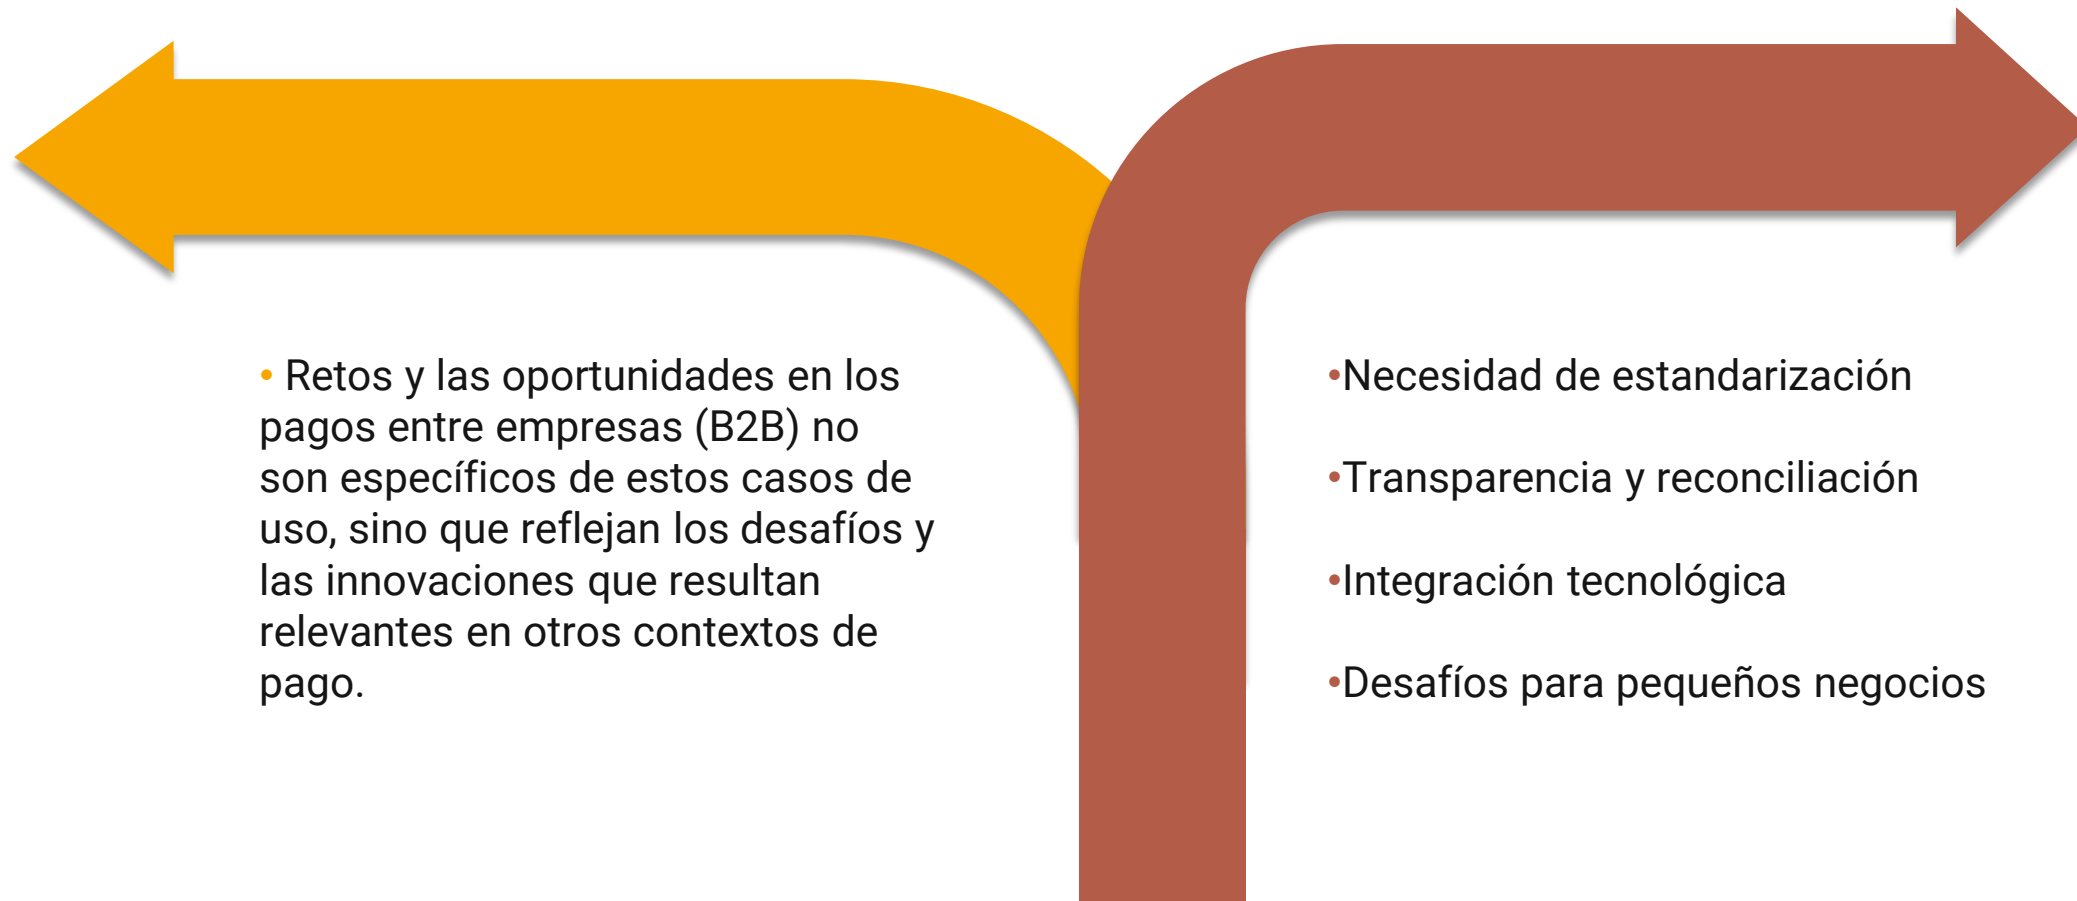 • Retos y las oportunidades en los
pagos entre empresas (B2B) no
son específicos de estos casos de
uso, sino que reflejan los desafíos y
las innovaciones que resultan
relevantes en otros contextos de
pago.
•Necesidad de estandarización
•Transparencia y reconciliación
•Integración tecnológica
•Desafíos para pequeños negocios